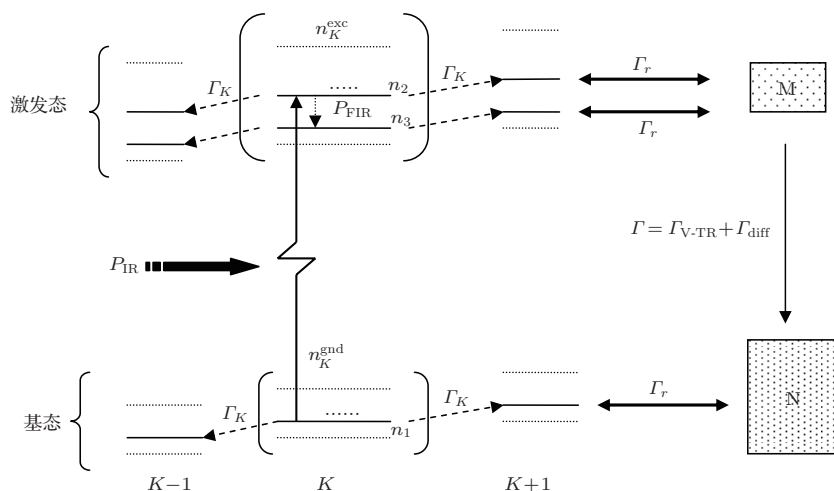 n_K^exc
激发态
Γ_K
.....
n_2
Γ_K
Γ_r
M
P_FIR
n_3
Γ_r
Γ = Γ_V-TR + Γ_diff
P_IR
n_K^gnd
基态
Γ_K
......
n_1
Γ_K
Γ_r
N
K−1
K
K+1